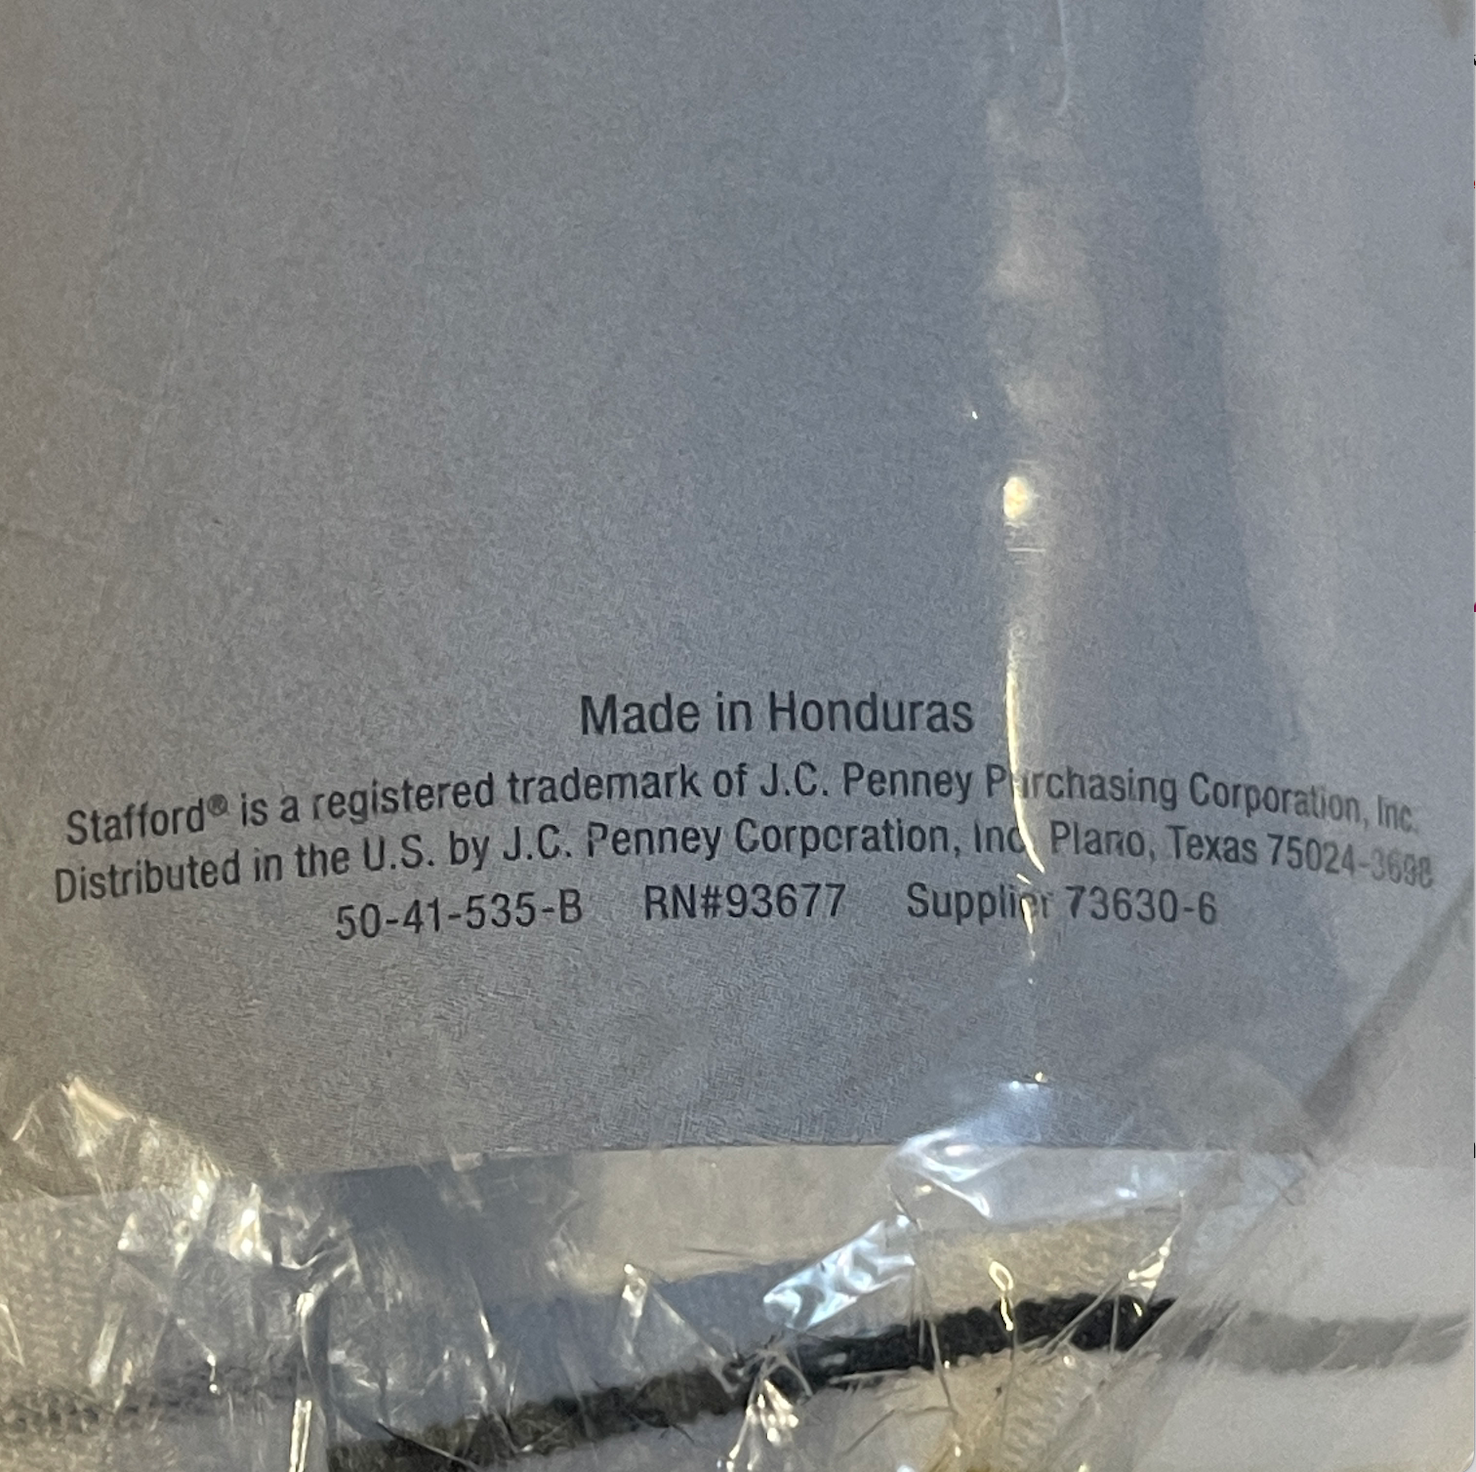 Made in Honduras
Stafford® is a registered trademark of J.C. Penney Purchasing Corporation, Inc.
Distributed in the U.S. by J.C. Penney Corporation, Inc. Plano, Texas 75024-3698
50-41-535-B RN#93677 Supplier 73630-6